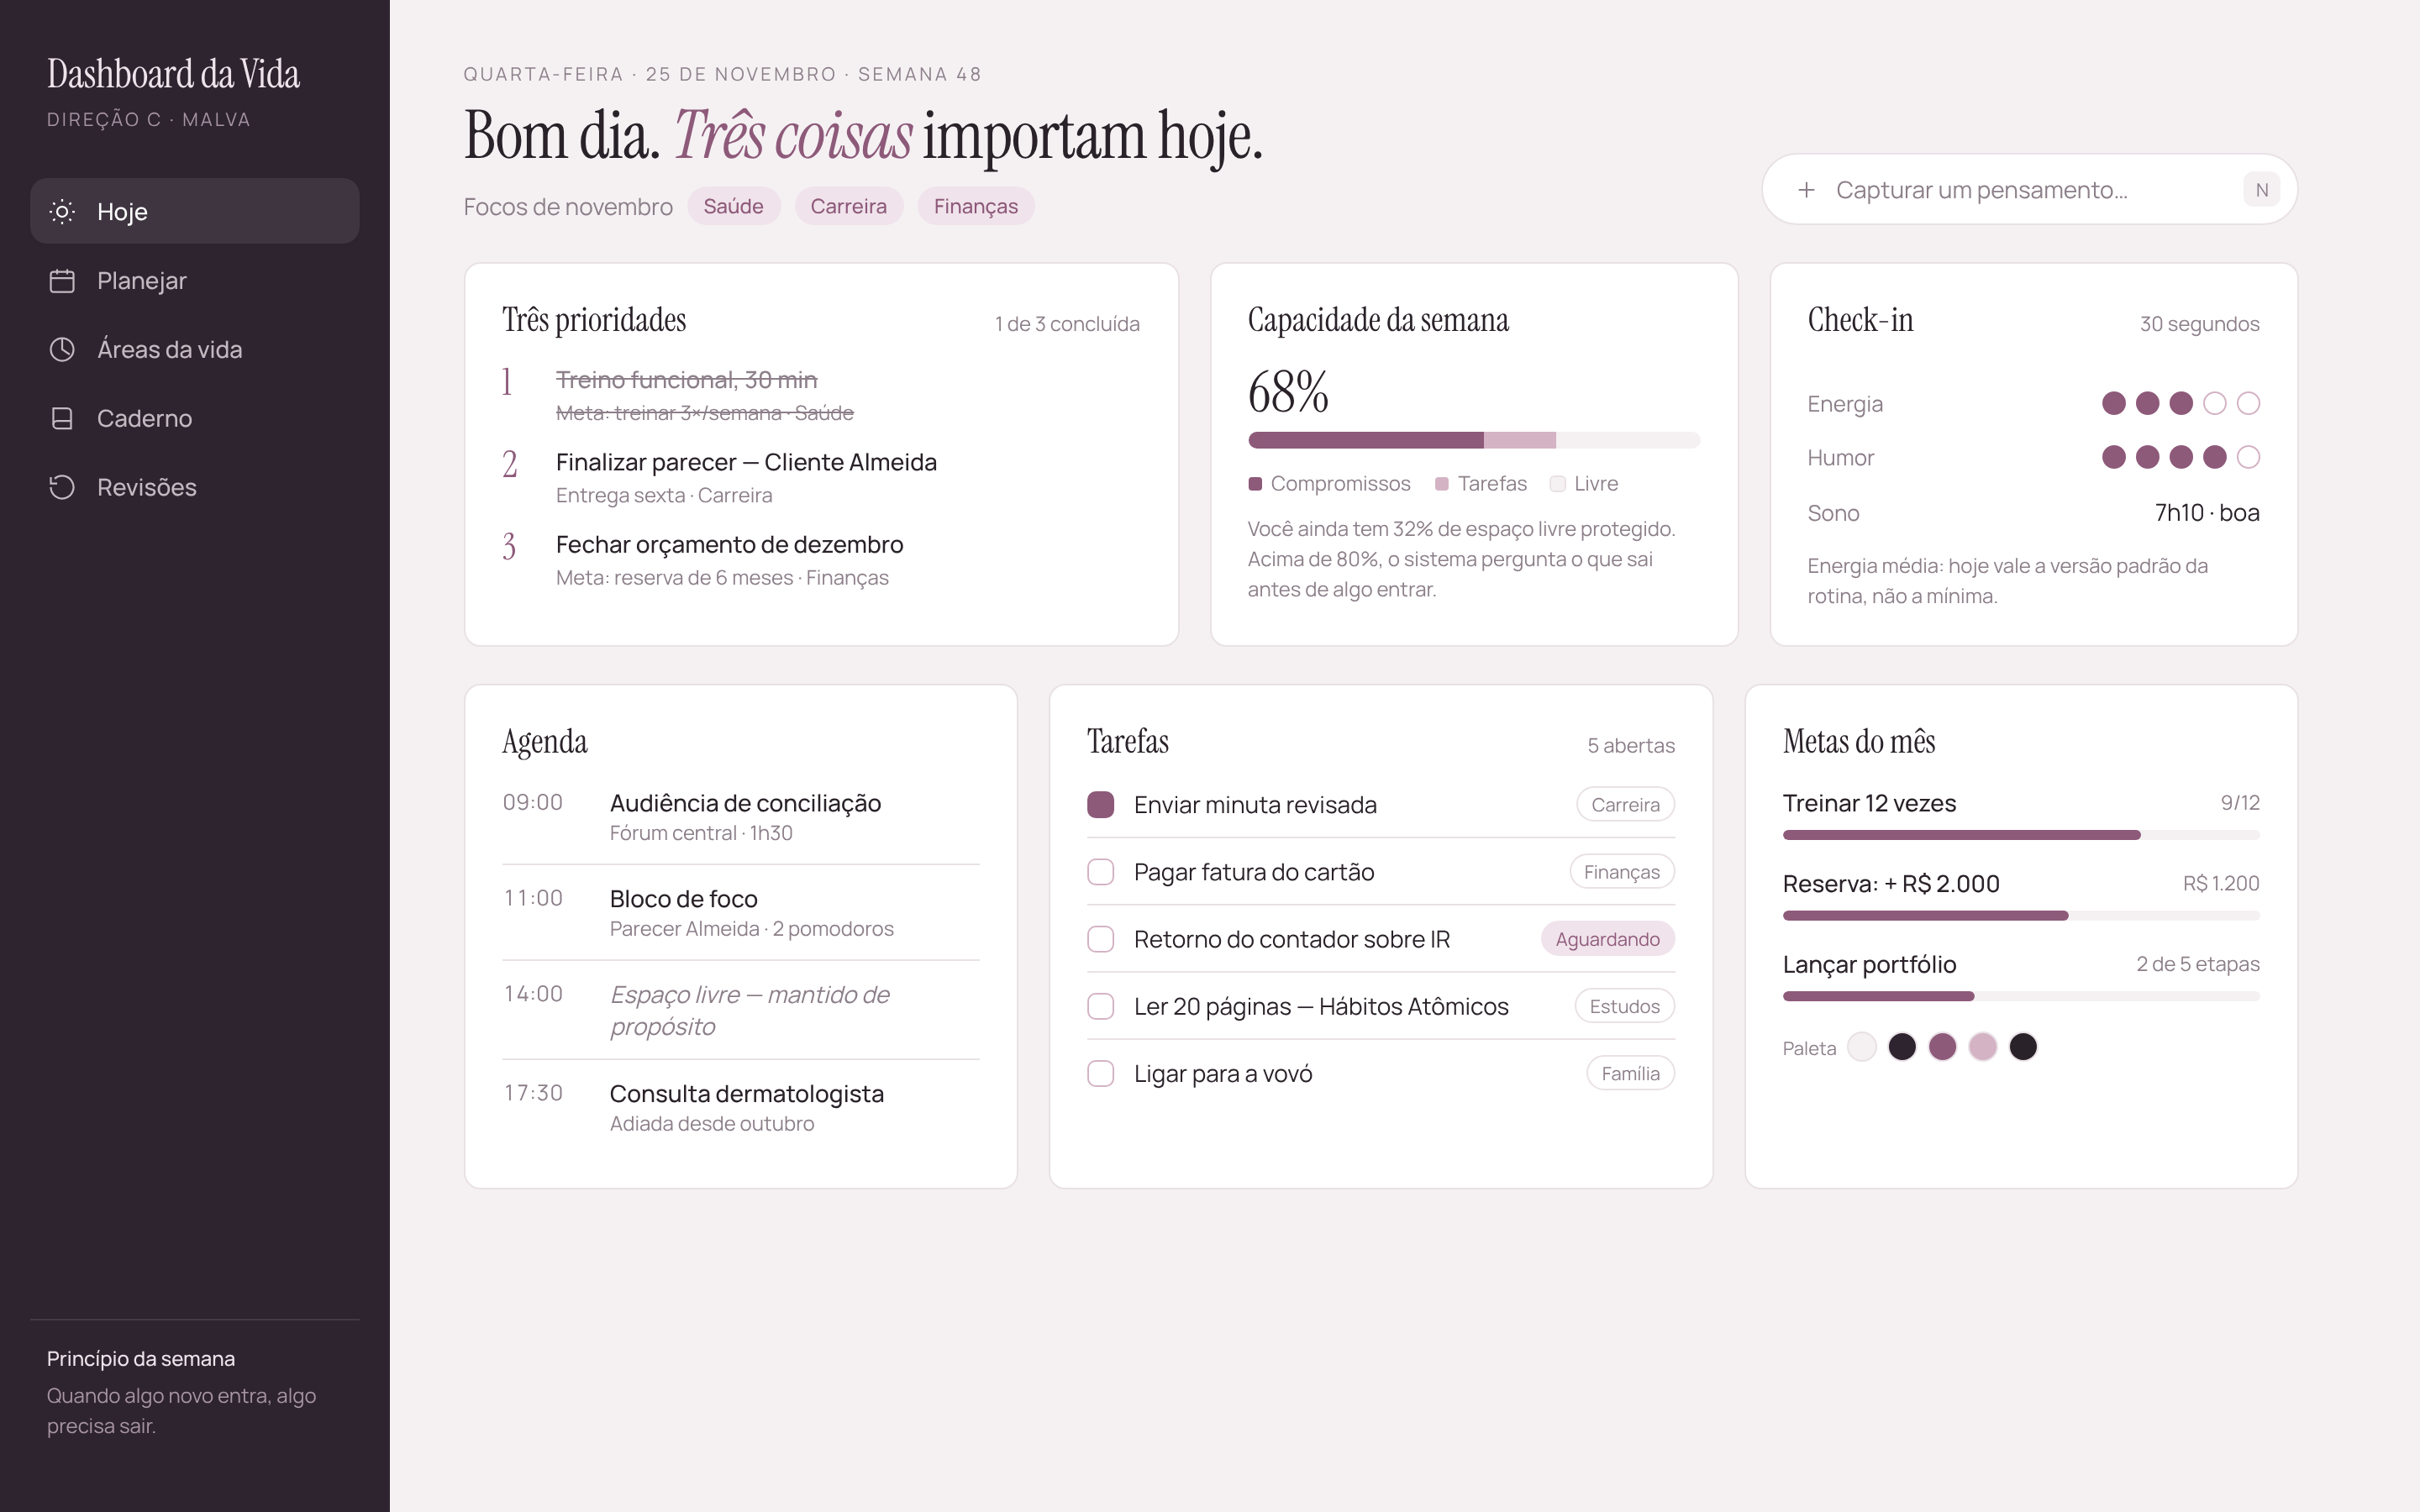 Dashboard da Vida
DIREÇÃO C · MALVA
Hoje
Planejar
Áreas da vida
Caderno
Revisões
Princípio da semana
Quando algo novo entra, algo
precisa sair.
QUARTA-FEIRA · 25 DE NOVEMBRO · SEMANA 48
Bom dia. Três coisas importam hoje.
Focos de novembro Saúde Carreira Finanças
+ Capturar um pensamento… N
Três prioridades 1 de 3 concluída
1 Treino funcional, 30 min
Meta: treinar 3×/semana · Saúde
2 Finalizar parecer — Cliente Almeida
Entrega sexta · Carreira
3 Fechar orçamento de dezembro
Meta: reserva de 6 meses · Finanças
Capacidade da semana
68%
Compromissos Tarefas Livre
Você ainda tem 32% de espaço livre protegido.
Acima de 80%, o sistema pergunta o que sai
antes de algo entrar.
Check-in 30 segundos
Energia
Humor
Sono 7h10 · boa
Energia média: hoje vale a versão padrão da
rotina, não a mínima.
Agenda
09:00 Audiência de conciliação
Fórum central · 1h30
11:00 Bloco de foco
Parecer Almeida · 2 pomodoros
14:00 Espaço livre — mantido de
propósito
17:30 Consulta dermatologista
Adiada desde outubro
Tarefas 5 abertas
Enviar minuta revisada Carreira
Pagar fatura do cartão Finanças
Retorno do contador sobre IR Aguardando
Ler 20 páginas — Hábitos Atômicos Estudos
Ligar para a vovó Família
Metas do mês
Treinar 12 vezes 9/12
Reserva: + R$ 2.000 R$ 1.200
Lançar portfólio 2 de 5 etapas
Paleta